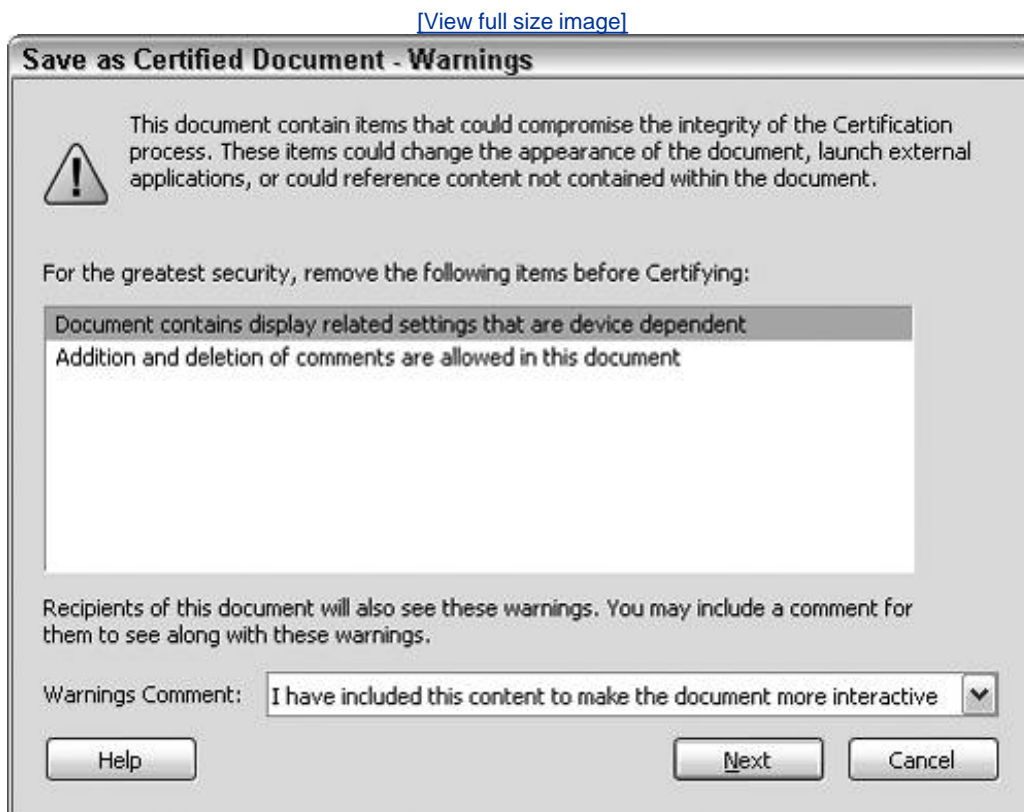 [View full size image]
Save as Certified Document - Warnings
This document contain items that could compromise the integrity of the Certification
process. These items could change the appearance of the document, launch external
applications, or could reference content not contained within the document.
For the greatest security, remove the following items before Certifying:
Document contains display related settings that are device dependent
Addition and deletion of comments are allowed in this document
Recipients of this document will also see these warnings. You may include a comment for
them to see along with these warnings.
Warnings Comment: I have included this content to make the document more interactive
Help Next Cancel